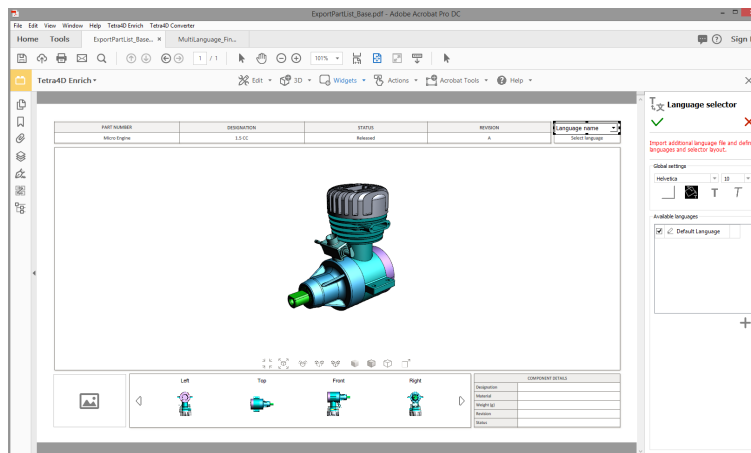 ExportPartList_Base.pdf - Adobe Acrobat Pro DC
File Edit View Window Help Tetra4D Enrich Tetra4D Converter
Home Tools ExportPartList_Base... × MultiLanguage_Fin...
Sign
1 / 1 101%
Tetra4D Enrich
Edit 3D Widgets Actions Acrobat Tools Help
Language selector
Import additional language file and defin
languages and selector layout.
Global settings
Helvetica 10
T T
Available languages
Default Language
PART NUMBER DESIGNATION STATUS REVISION Language name
Micro Engine 1.5 CC Released A Select language
Left Top Front Right
COMPONENT DETAILS
Designation
Material
Weight (g)
Revision
Status